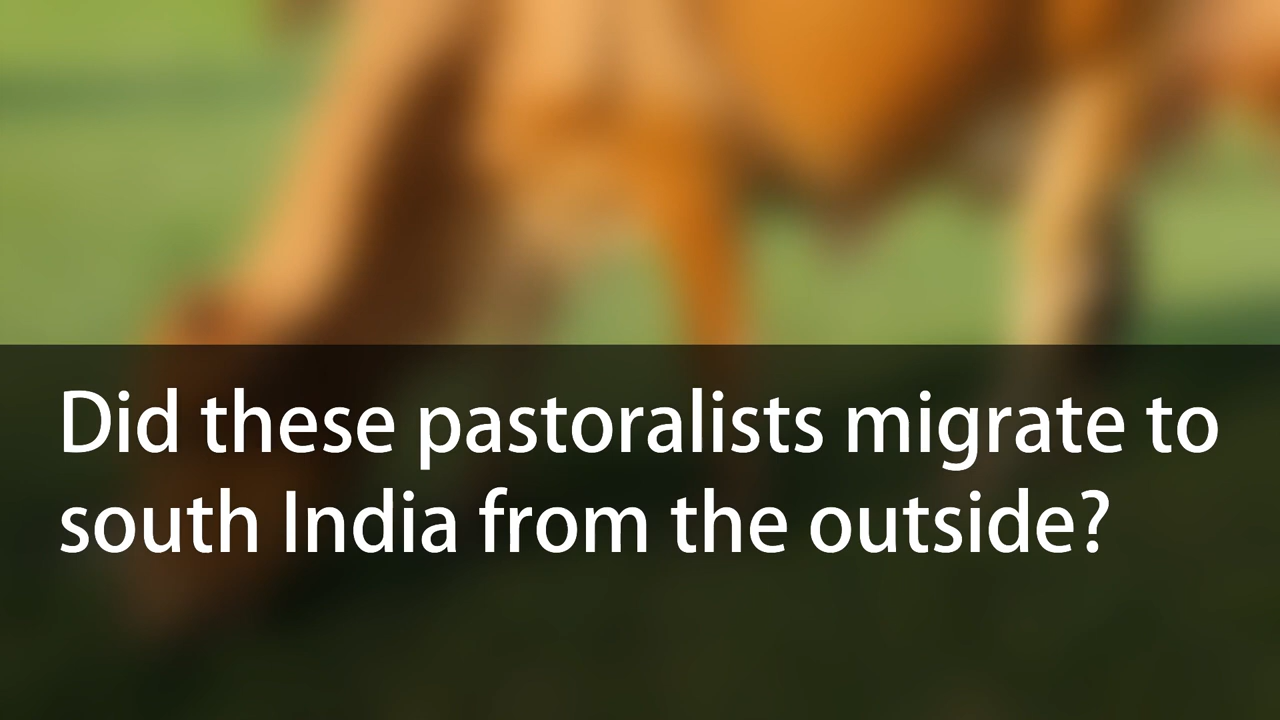 Did these pastoralists migrate to
south India from the outside?